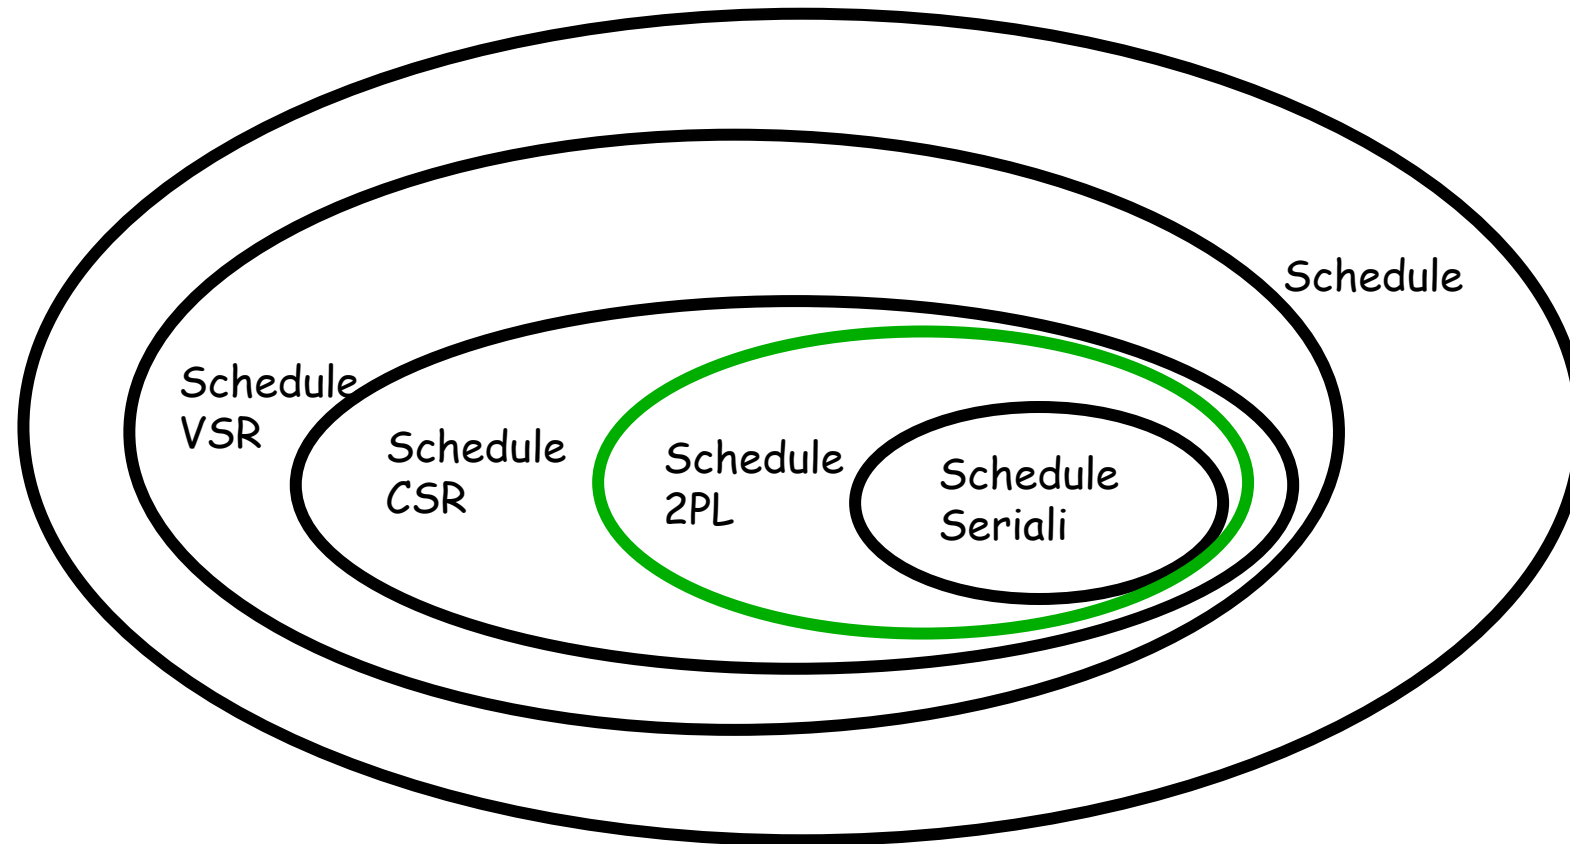 Schedule
Schedule
VSR
Schedule
CSR
Schedule
2PL
Schedule
Seriali